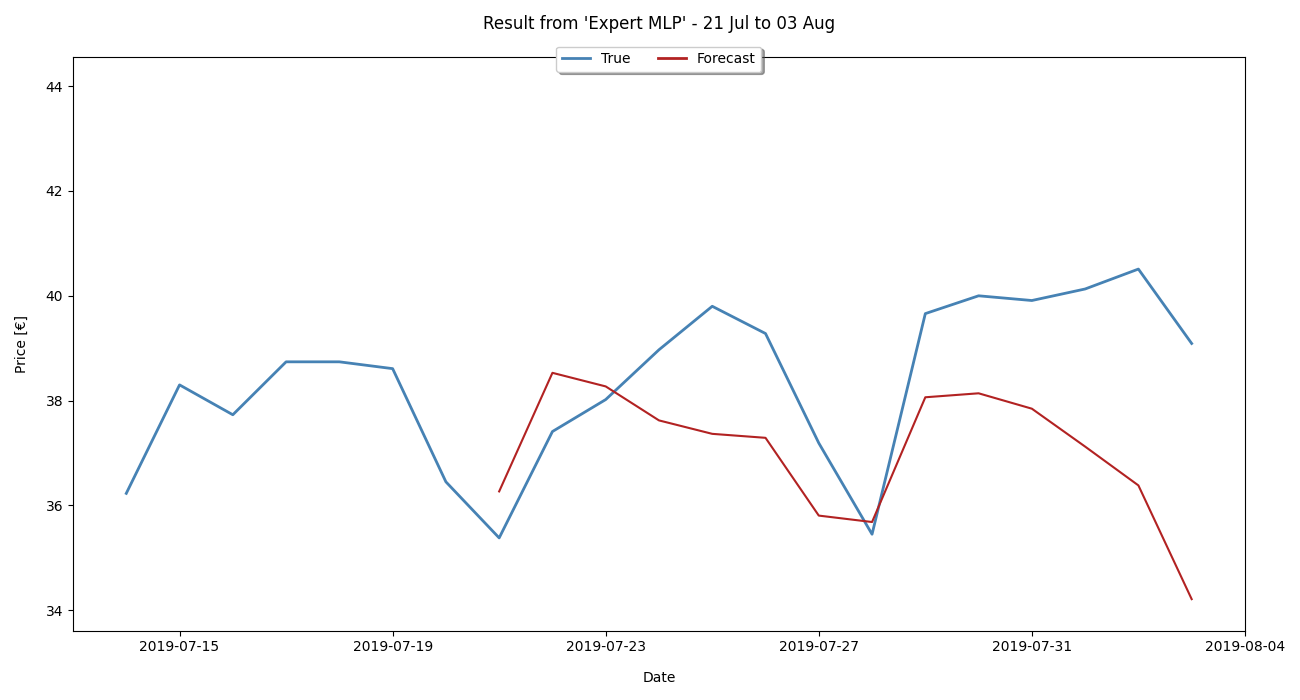 Result from 'Expert MLP' - 21 Jul to 03 Aug
True Forecast
44
42
40
38
36
34
Price [€]
2019-07-15 2019-07-19 2019-07-23 2019-07-27 2019-07-31 2019-08-04
Date